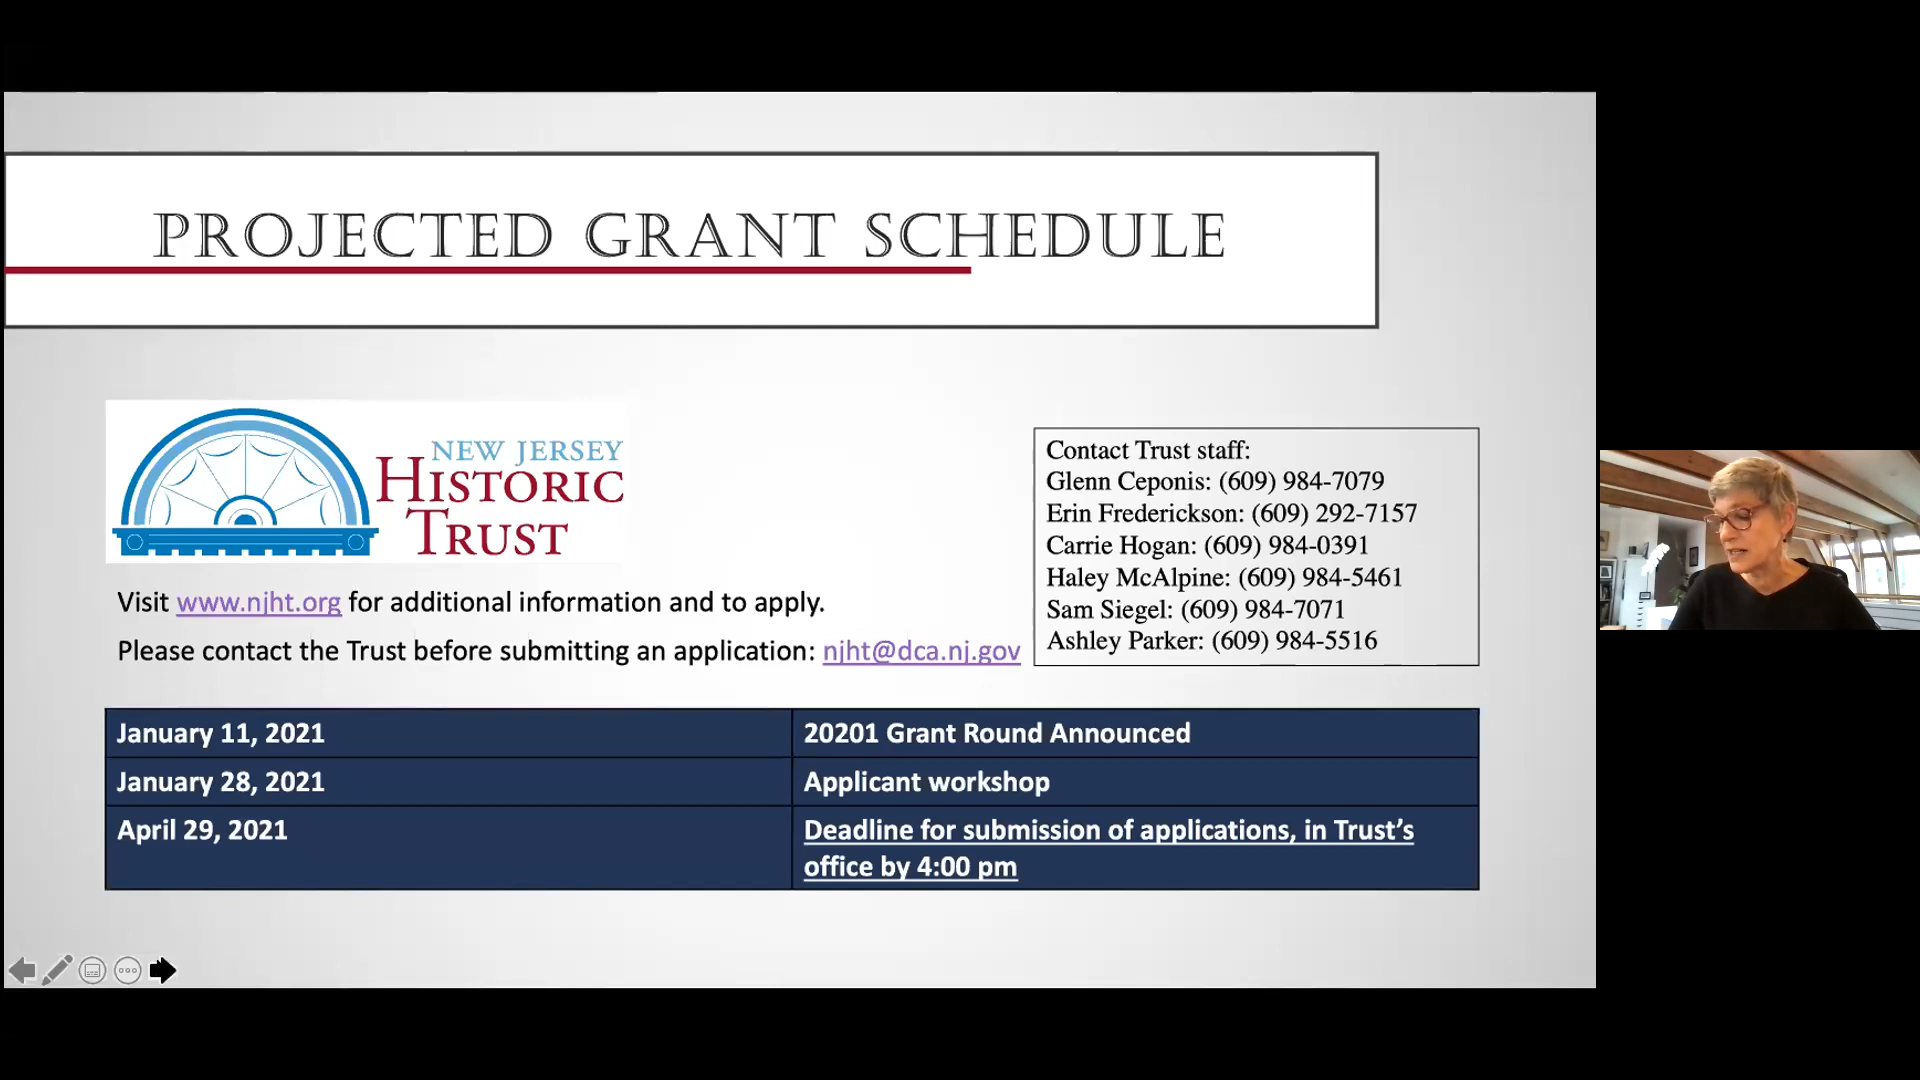 PROJECTED GRANT SCHEDULE
NEW JERSEY
HISTORIC
TRUST
Visit www.njht.org for additional information and to apply.
Please contact the Trust before submitting an application: njht@dca.nj.gov
Contact Trust staff:
Glenn Ceponis: (609) 984-7079
Erin Frederickson: (609) 292-7157
Carrie Hogan: (609) 984-0391
Haley McAlpine: (609) 984-5461
Sam Siegel: (609) 984-7071
Ashley Parker: (609) 984-5516
January 11, 2021
20201 Grant Round Announced
January 28, 2021
Applicant workshop
April 29, 2021
Deadline for submission of applications, in Trust’s
office by 4:00 pm